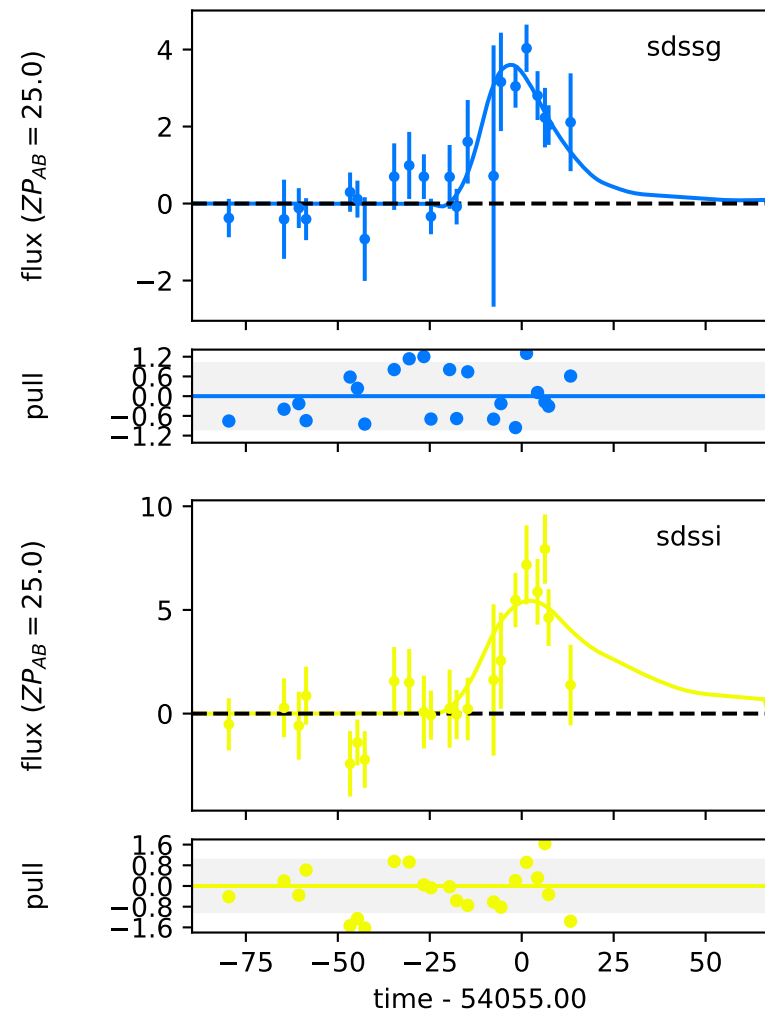 sdssg
flux (ZP_AB = 25.0)
4
2
0
−2
pull
1.2
0.6
0.0
−0.6
−1.2
sdssi
flux (ZP_AB = 25.0)
10
5
0
pull
1.6
0.8
0.0
−0.8
−1.6
−75 −50 −25 0 25 50
time - 54055.00